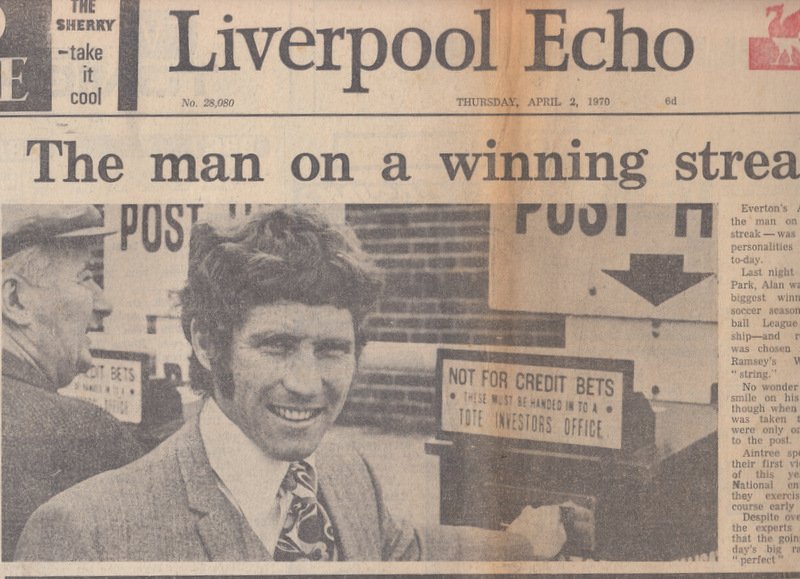 THE
SHERRY
-take
it
cool
Liverpool Echo
No. 28,080
THURSDAY, APRIL 2, 1970
6d
The man on a winning strea
POST
POST H
NOT FOR CREDIT BETS
• THESE MUST BE HANDED IN TO A •
TOTE INVESTORS OFFICE.
IT BETS
OFFICE
Everton's A
the man on
streak — was
personalities
to-day.
Last night
Park, Alan wa
biggest winn
soccer season
ball League
ship—and r
was chosen
Ramsey's W
"string."
No wonder
smile on his
though when
was taken t
were only o
to the post.
Aintree spe
their first vi
of this ye
National en
they exercis
course early
Despite ove
the experts
that the goin
day's big ra
"perfect"